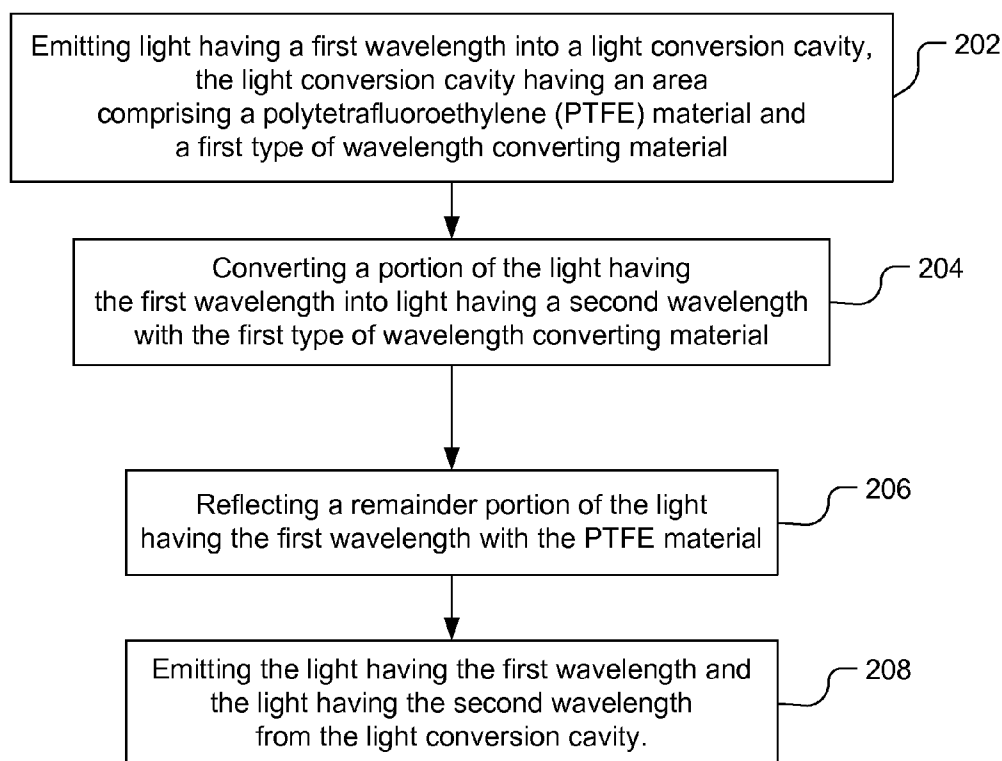 Emitting light having a first wavelength into a light conversion cavity,
the light conversion cavity having an area
comprising a polytetrafluoroethylene (PTFE) material and
a first type of wavelength converting material
202
Converting a portion of the light having
the first wavelength into light having a second wavelength
with the first type of wavelength converting material
204
Reflecting a remainder portion of the light
having the first wavelength with the PTFE material
206
Emitting the light having the first wavelength and
the light having the second wavelength
from the light conversion cavity.
208